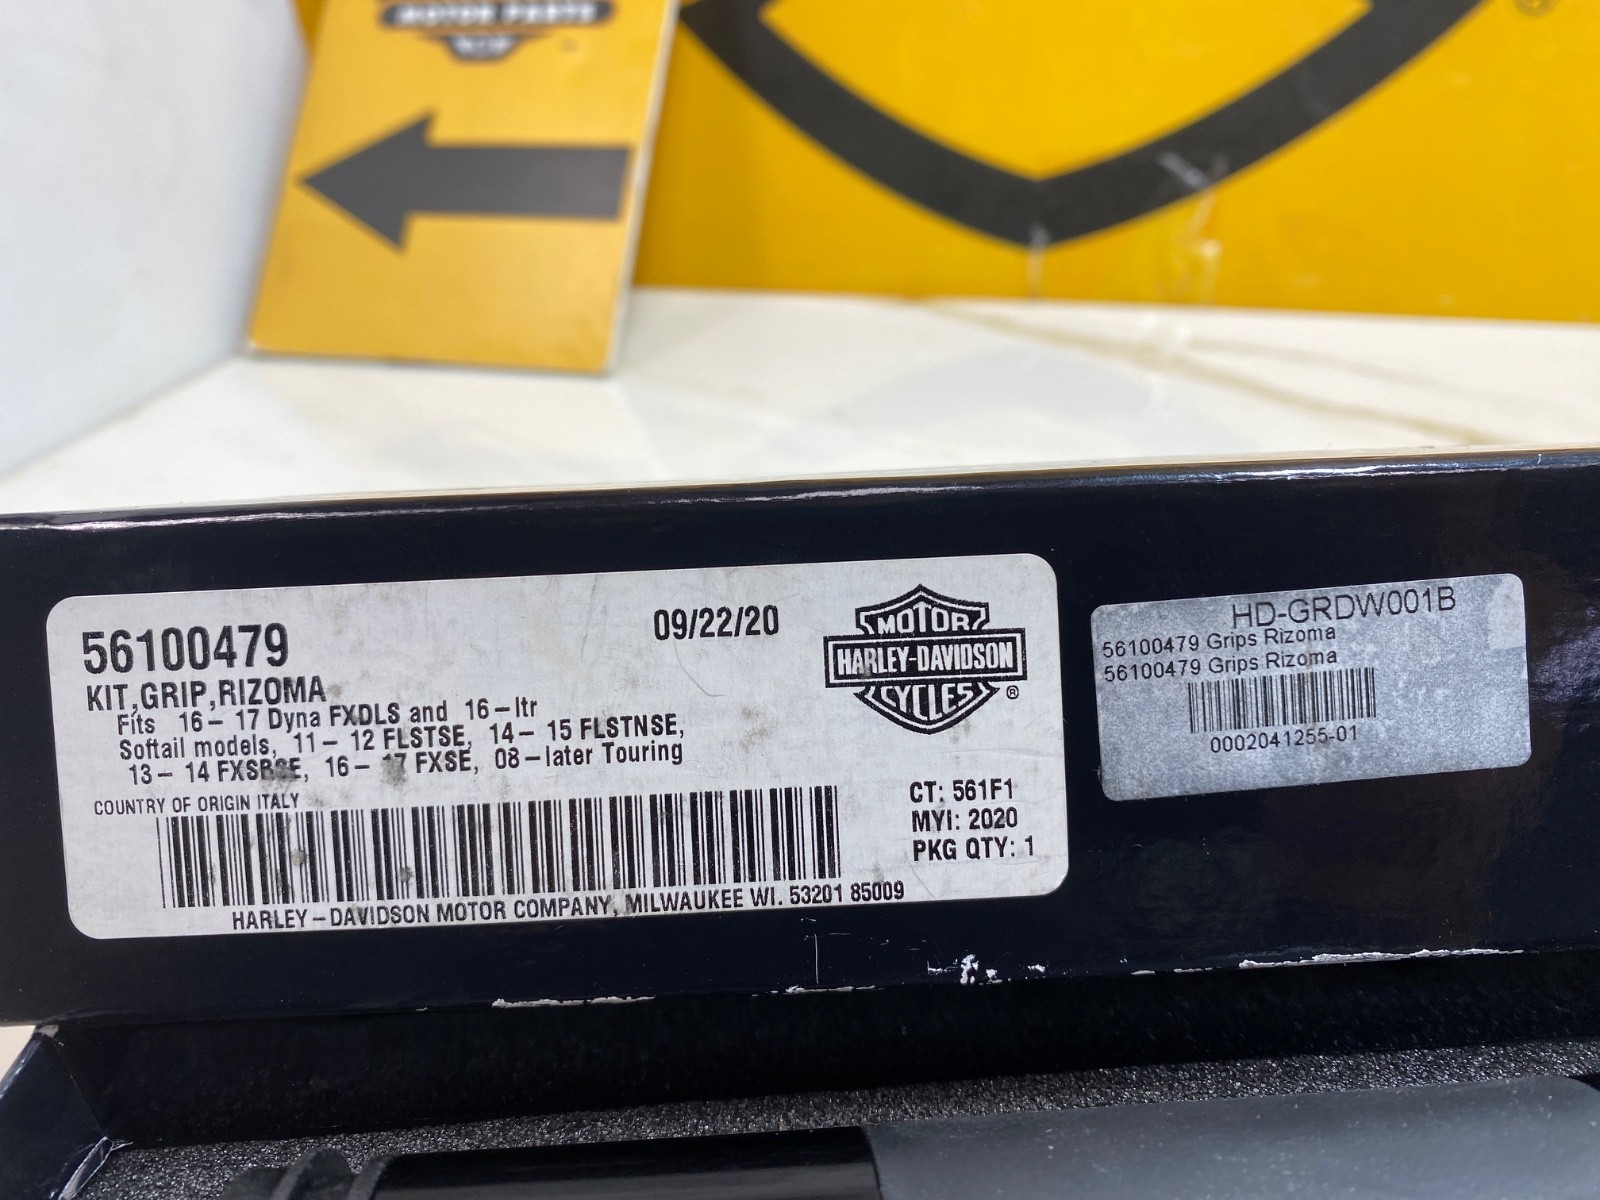 MOTOR PARTS
56100479
09/22/20
KIT,GRIP,RIZOMA
Fits 16-17 Dyna FXDLS and 16-ltr
Softail models, 11-12 FLSTSE, 14-15 FLSTNSE,
13-14 FXSBSE, 16-17 FXSE, 08-later Touring
COUNTRY OF ORIGIN ITALY
HARLEY-DAVIDSON MOTOR COMPANY, MILWAUKEE WI. 53201 85009
MOTOR
HARLEY-DAVIDSON
CYCLES
®
CT: 561F1
MYI: 2020
PKG QTY: 1
HD-GRDW001B
56100479 Grips Rizoma
56100479 Grips Rizoma
0002041255-01